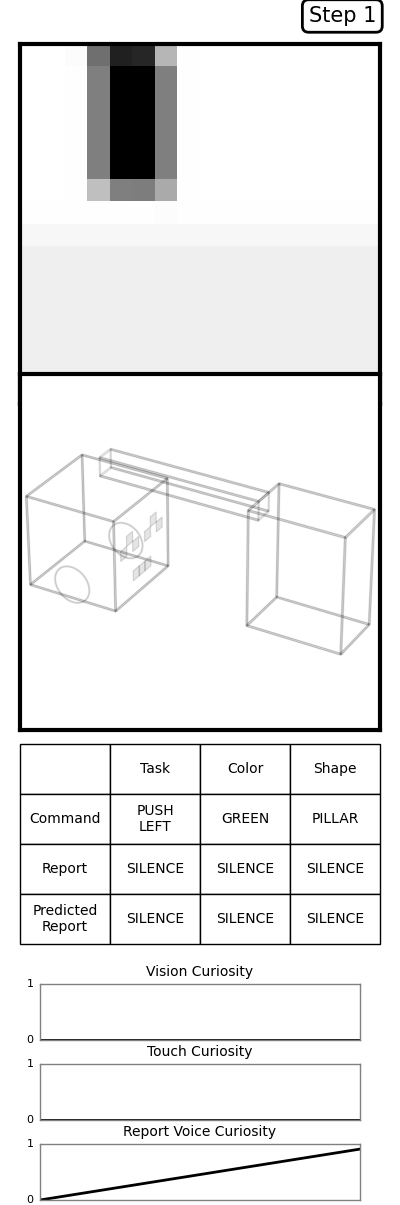 Step 1
Task Color Shape
Command PUSH LEFT GREEN PILLAR
Report SILENCE SILENCE SILENCE
Predicted Report SILENCE SILENCE SILENCE
Vision Curiosity
1
0
Touch Curiosity
1
0
Report Voice Curiosity
1
0